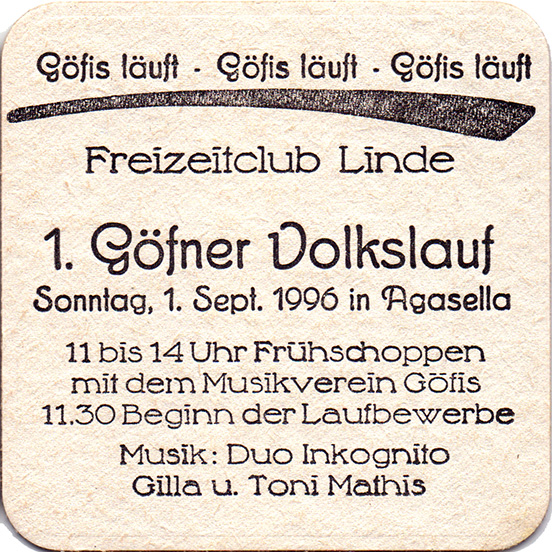 Göfis läuft - Göfis läuft - Göfis läuft
Freizeitclub Linde
1. Göfner Volkslauf
Sonntag, 1. Sept. 1996 in Agasella
11 bis 14 Uhr Frühschoppen
mit dem Musikverein Göfis
11.30 Beginn der Laufbewerbe
Musik: Duo Inkognito
Gilla u. Toni Mathis